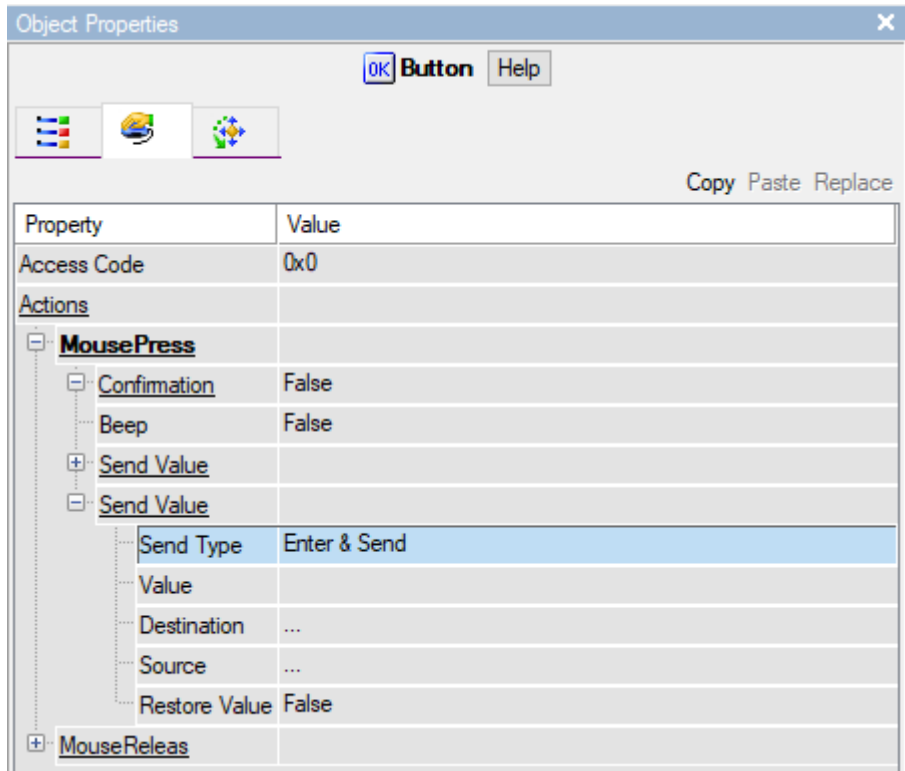 Object Properties
OK Button Help
Copy Paste Replace
Property Value
Access Code 0x0
Actions
MousePress
Confirmation False
Beep False
Send Value
Send Value
Send Type Enter & Send
Value
Destination ...
Source ...
Restore Value False
MouseReleas